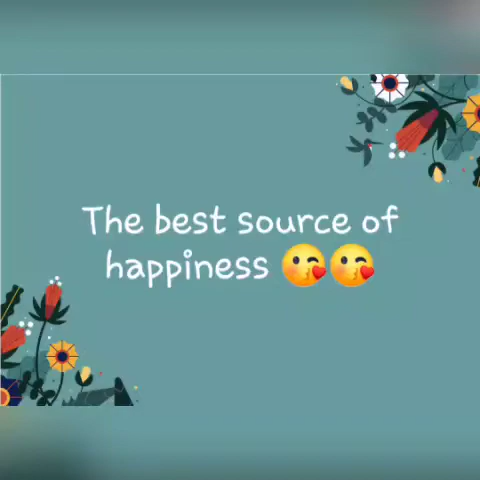 The best source of
happiness 😘😘